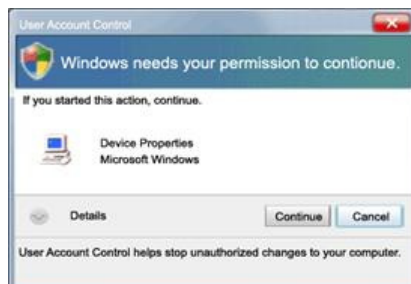 User Account Control
Windows needs your permission to contionue.
If you started this action, continue.
Device Properties
Microsoft Windows
Details
Continue
Cancel
User Account Control helps stop unauthorized changes to your computer.